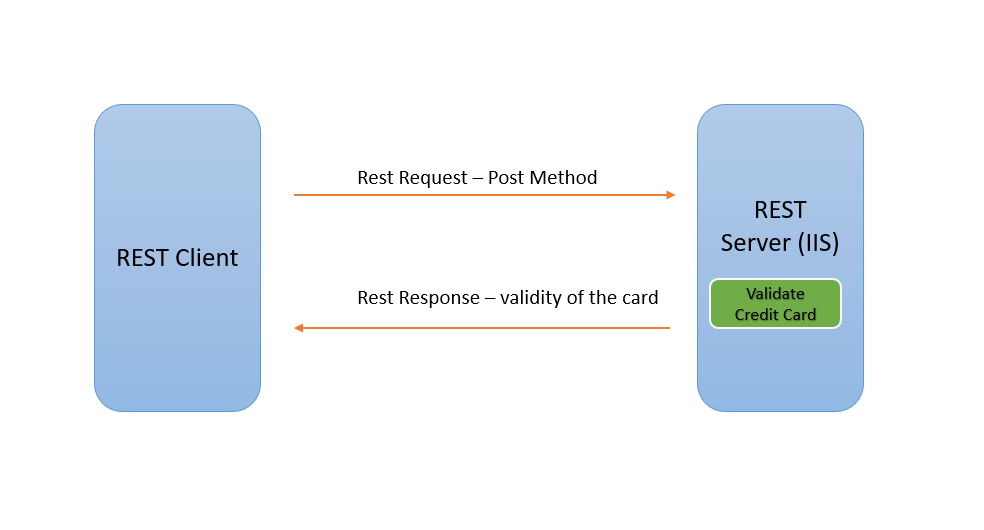 Rest Request – Post Method
REST Client
REST
Server (IIS)
Rest Response – validity of the card
Validate
Credit Card